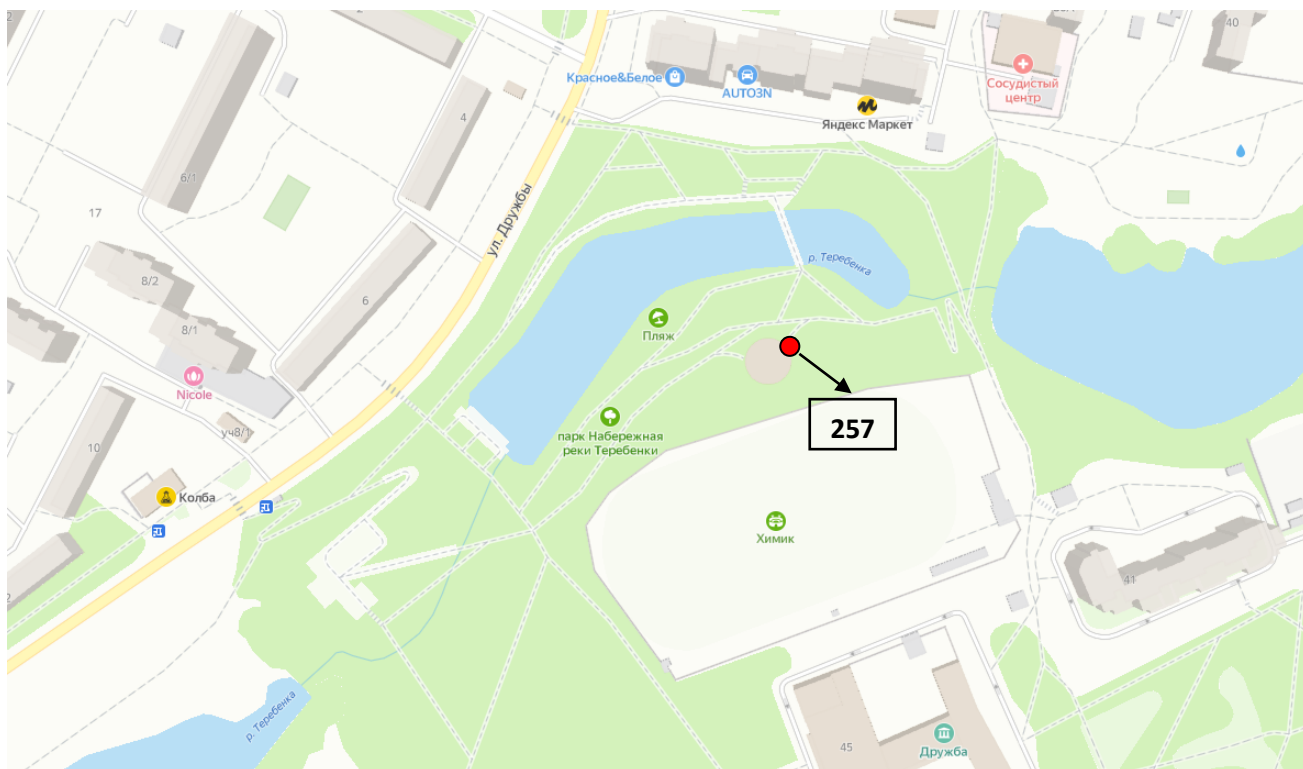 40
Красное&Белое
AUTO3N
Сосудистый
центр
Яндекс Маркет
4
6/1
17
ул. Дружбы
р. Теребенка
8/2
6
8/1
Пляж
Nicole
257
парк Набережная
реки Теребенки
уч8/1
10
Колба
Химик
41
р. Теребенка
45
Дружба